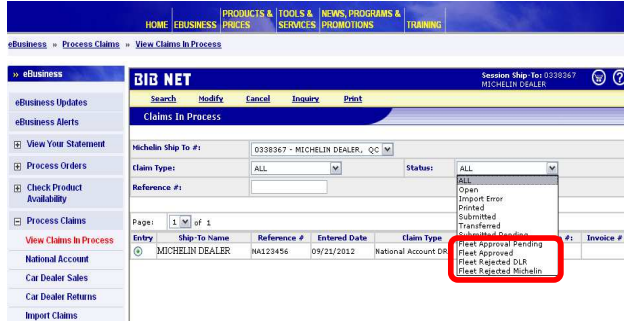 HOME EBUSINESS PRODUCTS & PRICES TOOLS & SERVICES NEWS, PROGRAMS & PROMOTIONS TRAINING
eBusiness » Process Claims » View Claims In Process
» eBusiness
eBusiness Updates
eBusiness Alerts
View Your Statement
Process Orders
Check Product Availability
Process Claims
View Claims In Process
National Account
Car Dealer Sales
Car Dealer Returns
Import Claims
BIB NET
Session Ship-To: 0338367
MICHELIN DEALER
Search Modify Cancel Inquiry Print
Claims In Process
Michelin Ship To #: 0338367 - MICHELIN DEALER, QC
Claim Type: ALL Status: ALL
Reference #:
ALL
Open
Import Error
Printed
Submitted
Transferred
Submitted Pending
Fleet Approval Pending
Fleet Approved
Fleet Rejected DLR
Fleet Rejected Michelin
Page: 1 of 1
Entry Ship-To Name Reference # Entered Date Claim Type #: Invoice #
MICHELIN DEALER NA123456 09/21/2012 National Account DR